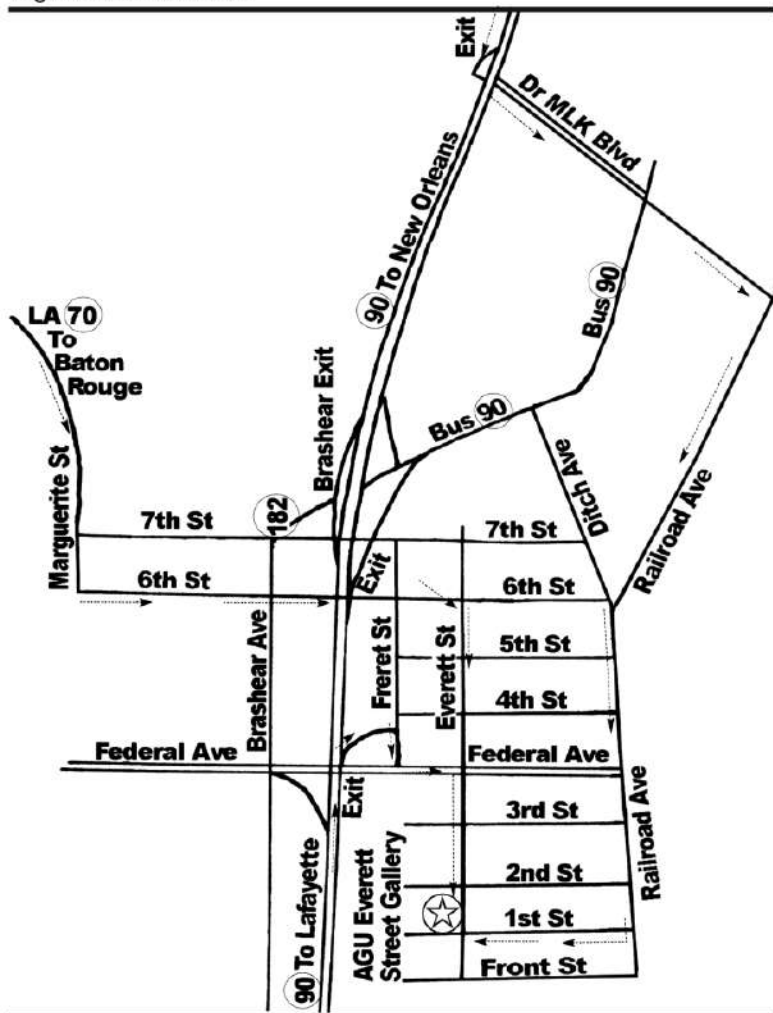 Exit
Dr MLK Blvd
90 To New Orleans
Bus 90
LA 70
To
Baton
Rouge
Brashear Exit
Bus 90
Marguerite St
7th St
182
7th St
Ditch Ave
Railroad Ave
6th St
Exit
6th St
Brashear Ave
Freret St
Everett St
5th St
4th St
Federal Ave
Federal Ave
Exit
3rd St
Railroad Ave
90 To Lafayette
AGU Everett
Street Gallery
2nd St
1st St
Front St